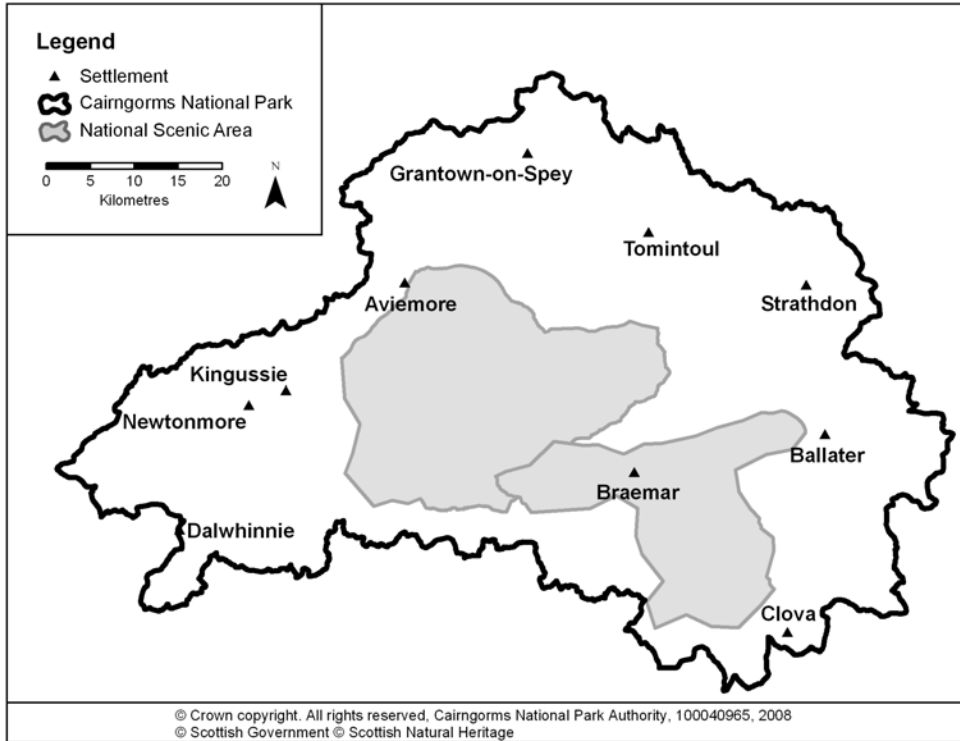 Legend
Settlement
Cairngorms National Park
National Scenic Area
0 5 10 15 20
Kilometres
N
Grantown-on-Spey
Tomintoul
Strathdon
Aviemore
Kingussie
Newtonmore
Ballater
Braemar
Dalwhinnie
Clova
© Crown copyright. All rights reserved, Cairngorms National Park Authority, 100040965, 2008
© Scottish Government © Scottish Natural Heritage